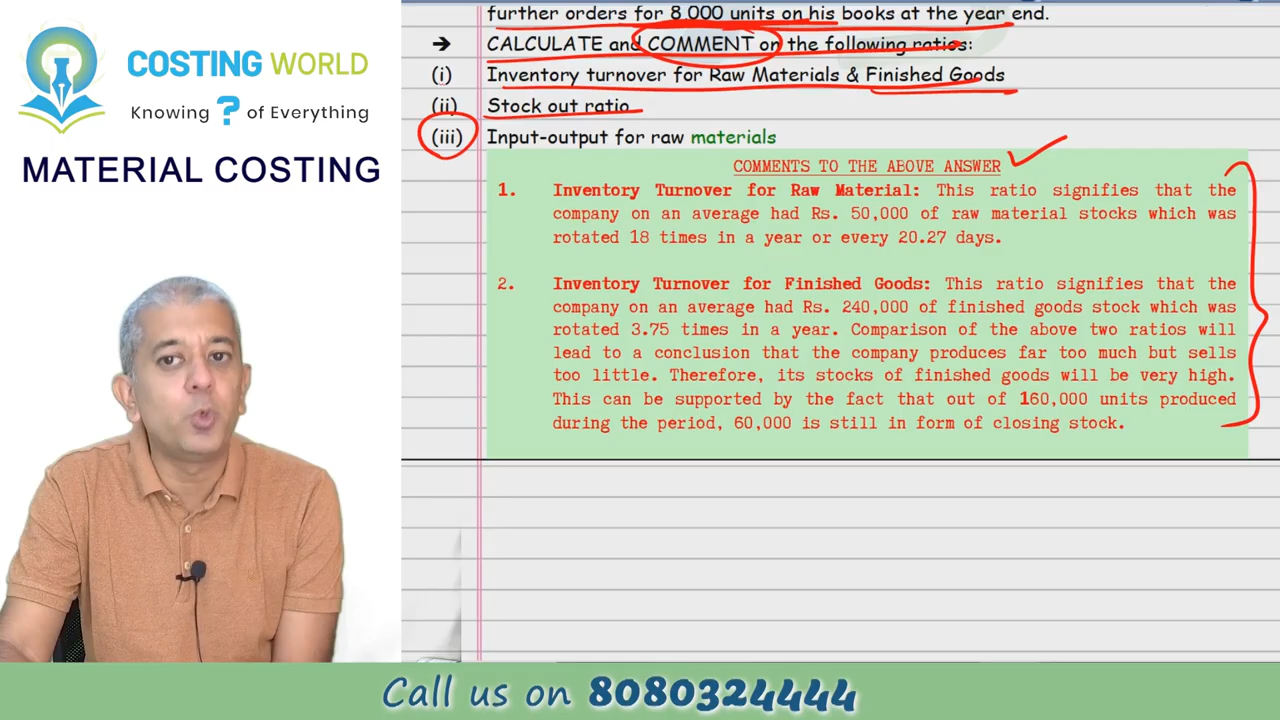 COSTING WORLD
Knowing ? of Everything
MATERIAL COSTING
further orders for 8,000 units on his books at the year end.
➔ CALCULATE and COMMENT on the following ratios:
(i) Inventory turnover for Raw Materials & Finished Goods
(ii) Stock out ratio
(iii) Input-output for raw materials
COMMENTS TO THE ABOVE ANSWER
1. Inventory Turnover for Raw Material: This ratio signifies that the
company on an average had Rs. 50,000 of raw material stocks which was
rotated 18 times in a year or every 20.27 days.
2. Inventory Turnover for Finished Goods: This ratio signifies that the
company on an average had Rs. 240,000 of finished goods stock which was
rotated 3.75 times in a year. Comparison of the above two ratios will
lead to a conclusion that the company produces far too much but sells
too little. Therefore, its stocks of finished goods will be very high.
This can be supported by the fact that out of 160,000 units produced
during the period, 60,000 is still in form of closing stock.
Call us on 8080324444